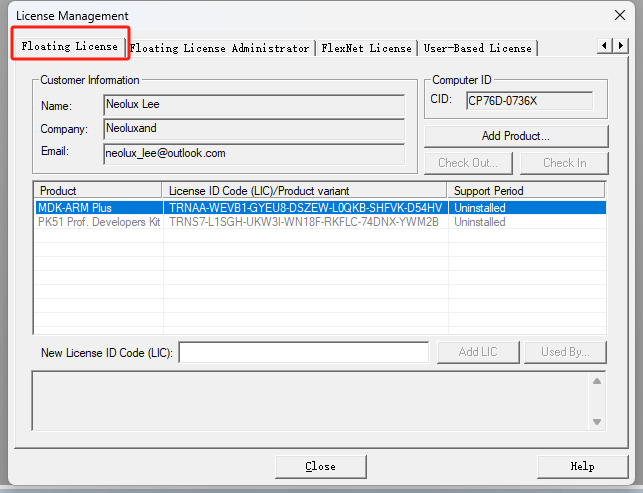 License Management
Floating License
Floating License Administrator
FlexNet License
User-Based License
Customer Information
Name: Neolux Lee
Company: Neoluxand
Email: neolux_lee@outlook.com
Computer ID
CID: CP76D-0736X
Add Product...
Check Out...
Check In
Product License ID Code (LIC)/Product variant Support Period
MDK-ARM Plus TRNAA-WEVB1-GYEU8-DSZEW-L0QKB-SHFVK-D54HV Uninstalled
PK51 Prof. Developers Kit TRNS7-L1SGH-UKW3I-WN18F-RKFLC-74DNX-YWM2B Uninstalled
New License ID Code (LIC):
Add LIC
Used By...
Close
Help